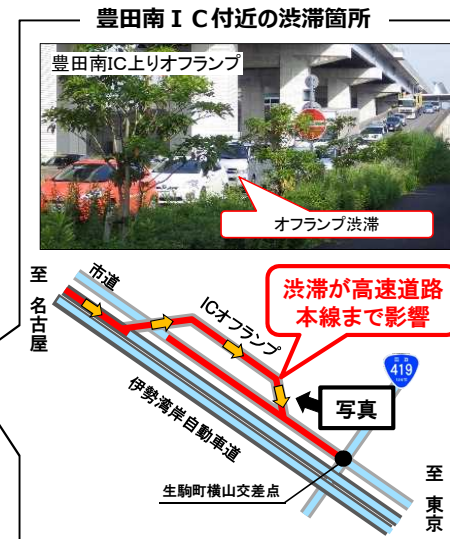 豊田南ＩＣ付近の渋滞箇所
豊田南IC上りオフランプ
オフランプ渋滞
至 名古屋
市道
ICオフランプ
渋滞が高速道路
本線まで影響
419
写真
伊勢湾岸自動車道
生駒町横山交差点
至 東京